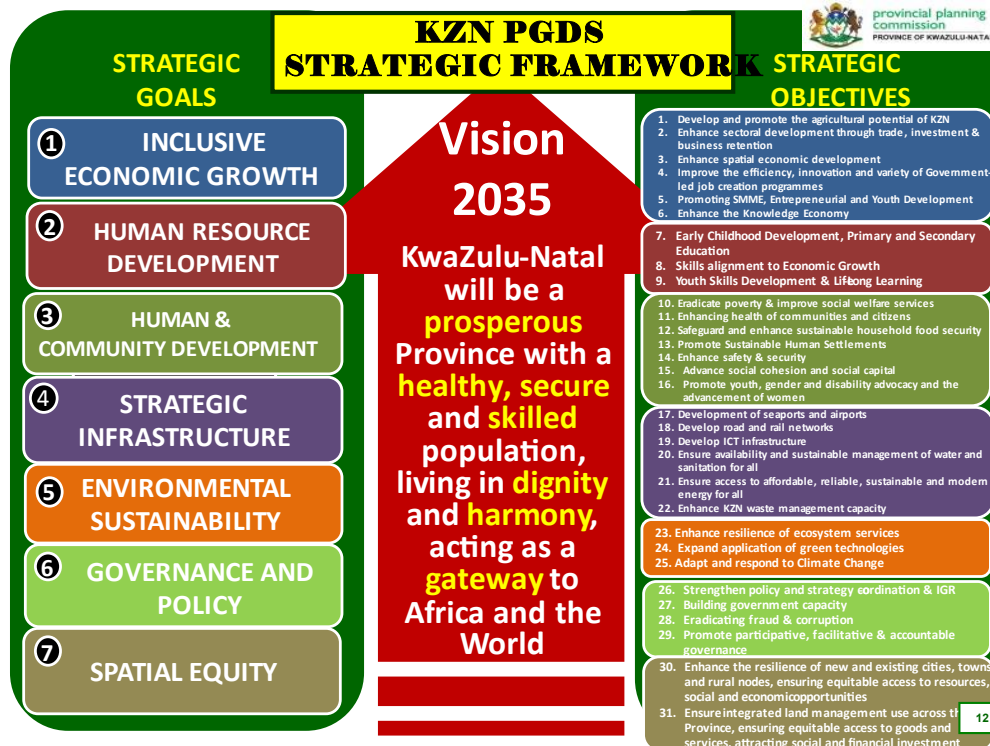 KZN PGDS
STRATEGIC FRAMEWORK
provincial planning
commission
PROVINCE OF KWAZULU-NATA
STRATEGIC
GOALS
1 INCLUSIVE
ECONOMIC GROWTH
2 HUMAN RESOURCE
DEVELOPMENT
3 HUMAN &
COMMUNITY DEVELOPMENT
4 STRATEGIC
INFRASTRUCTURE
5 ENVIRONMENTAL
SUSTAINABILITY
6 GOVERNANCE AND
POLICY
7 SPATIAL EQUITY
Vision
2035
KwaZulu-Natal
will be a
prosperous
Province with a
healthy, secure
and skilled
population,
living in dignity
and harmony,
acting as a
gateway to
Africa and the
World
STRATEGIC
OBJECTIVES
1. Develop and promote the agricultural potential of KZN
2. Enhance sectoral development through trade, investment &
business retention
3. Enhance spatial economic development
4. Improve the efficiency, innovation and variety of Government-
led job creation programmes
5. Promoting SMME, Entrepreneurial and Youth Development
6. Enhance the Knowledge Economy
7. Early Childhood Development, Primary and Secondary
Education
8. Skills alignment to Economic Growth
9. Youth Skills Development & Lifelong Learning
10. Eradicate poverty & improve social welfare services
11. Enhancing health of communities and citizens
12. Safeguard and enhance sustainable household food security
13. Promote Sustainable Human Settlements
14. Enhance safety & security
15. Advance social cohesion and social capital
16. Promote youth, gender and disability advocacy and the
advancement of women
17. Development of seaports and airports
18. Develop road and rail networks
19. Develop ICT infrastructure
20. Ensure availability and sustainable management of water and
sanitation for all
21. Ensure access to affordable, reliable, sustainable and modern
energy for all
22. Enhance KZN waste management capacity
23. Enhance resilience of ecosystem services
24. Expand application of green technologies
25. Adapt and respond to Climate Change
26. Strengthen policy and strategy coordination & IGR
27. Building government capacity
28. Eradicating fraud & corruption
29. Promote participative, facilitative & accountable
governance
30. Enhance the resilience of new and existing cities, towns
and rural nodes, ensuring equitable access to resources,
social and economicopportunities
31. Ensure integrated land management use across th
Province, ensuring equitable access to goods and
services, attracting social and financial investment
12